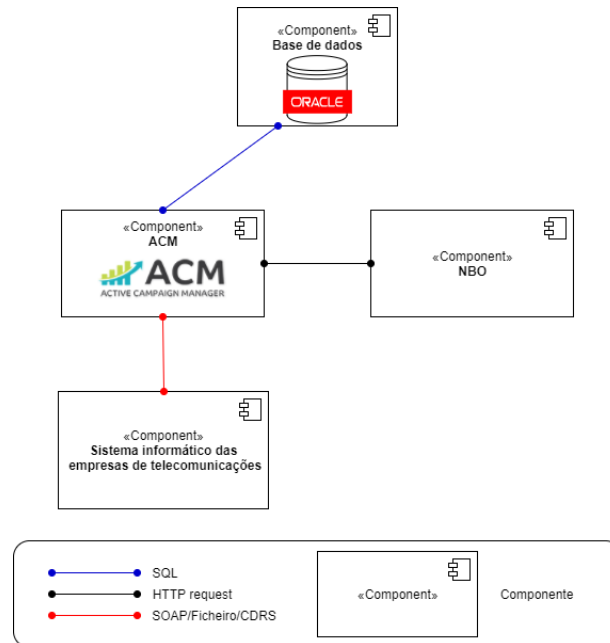 «Component»
Base de dados
ORACLE
«Component»
ACM
ACM
ACTIVE CAMPAIGN MANAGER
«Component»
NBO
«Component»
Sistema informático das
empresas de telecomunicações
SQL
HTTP request
SOAP/Ficheiro/CDRS
«Component»
Componente